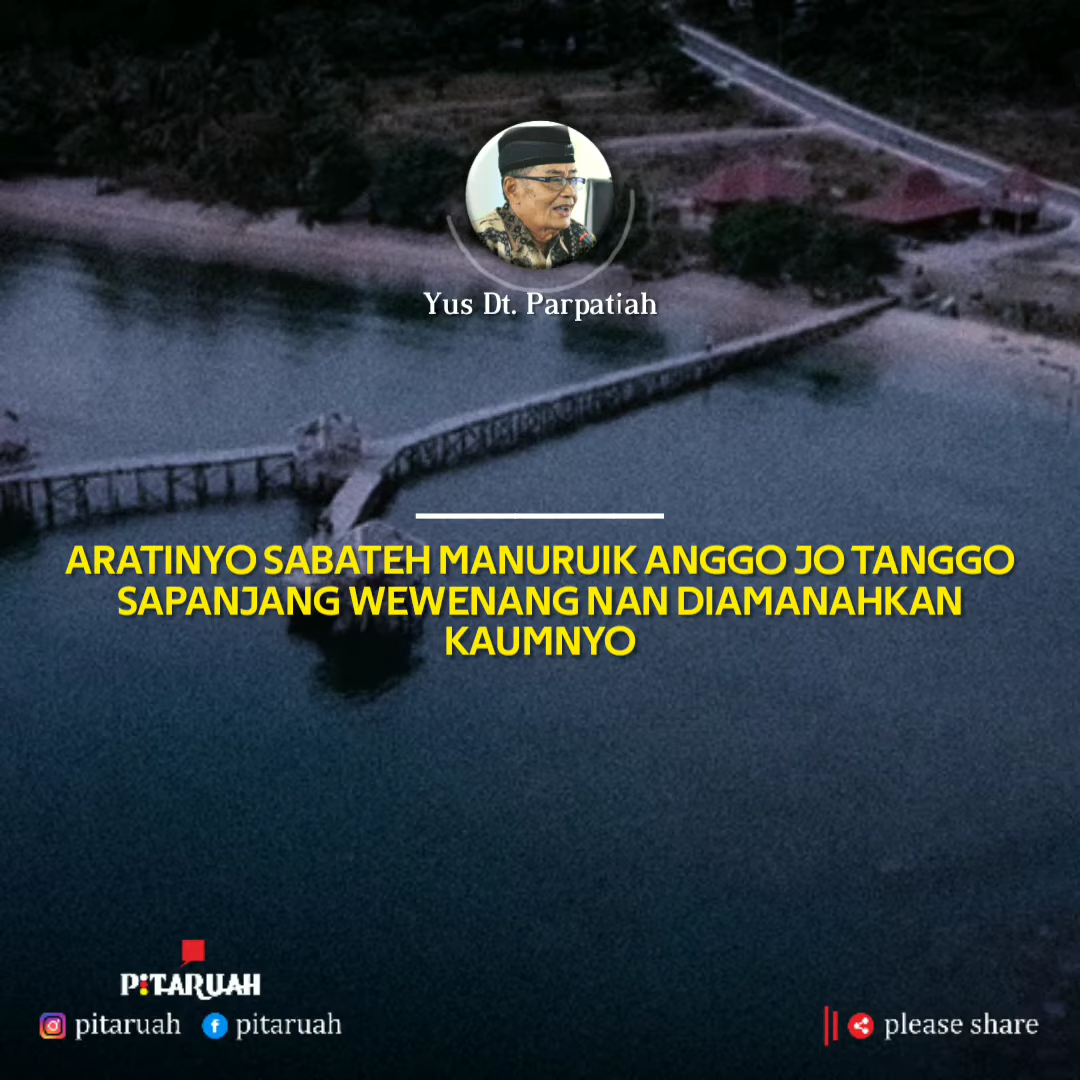 Yus Dt. Parpatiah
ARATINYO SABATEH MANURUIK ANGGO JO TANGGO
SAPANJANG WEWENANG NAN DIAMANAHKAN
KAUMNYO
PITARUAH
pitaruah pitaruah please share